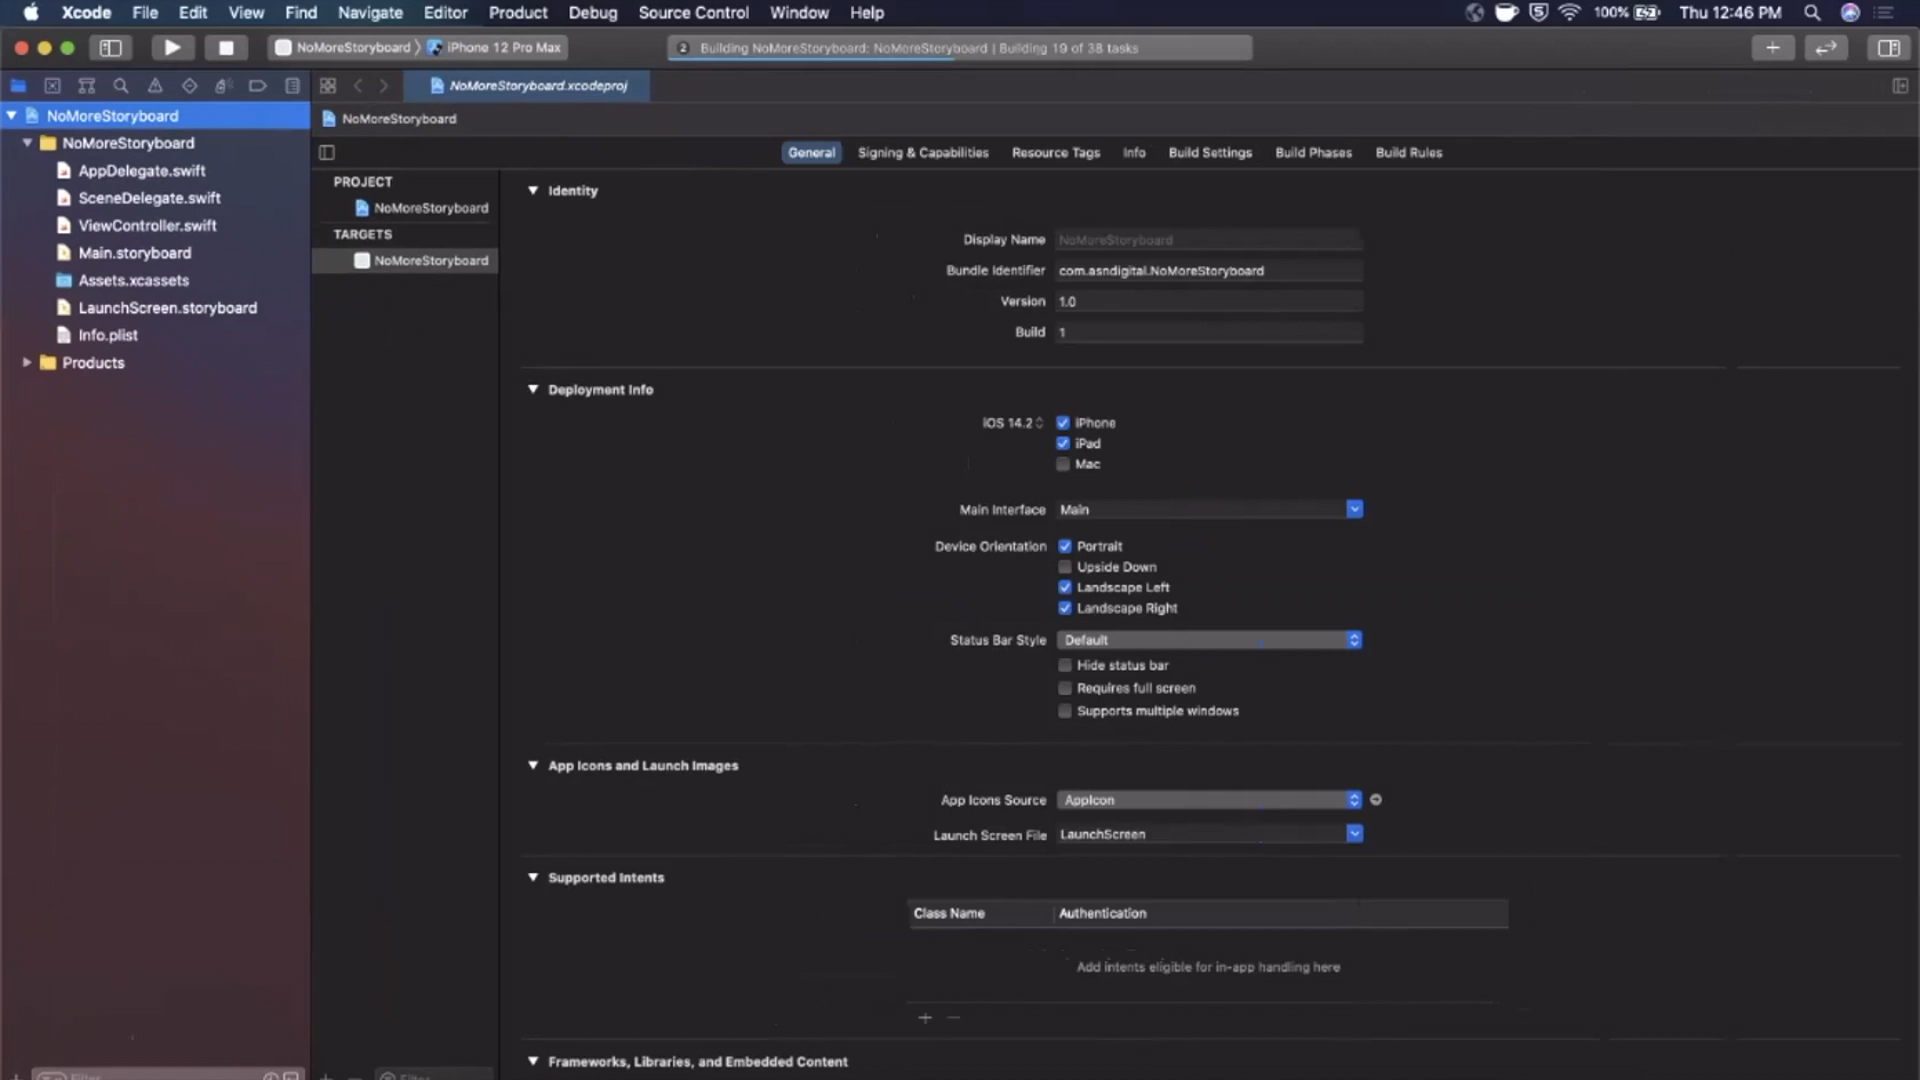 Xcode File Edit View Find Navigate Editor Product Debug Source Control Window Help 100% Thu 12:46 PM
NoMoreStoryboard iPhone 12 Pro Max 2 Building NoMoreStoryboard: NoMoreStoryboard | Building 19 of 38 tasks
NoMoreStoryboard.xcodeproj
NoMoreStoryboard
NoMoreStoryboard
AppDelegate.swift
SceneDelegate.swift
ViewController.swift
Main.storyboard
Assets.xcassets
LaunchScreen.storyboard
Info.plist
Products
NoMoreStoryboard
General Signing & Capabilities Resource Tags Info Build Settings Build Phases Build Rules
PROJECT
NoMoreStoryboard
TARGETS
NoMoreStoryboard
Identity
Display Name NoMoreStoryboard
Bundle Identifier com.asndigital.NoMoreStoryboard
Version 1.0
Build 1
Deployment Info
iOS 14.2 iPhone
iPad
Mac
Main Interface Main
Device Orientation Portrait
Upside Down
Landscape Left
Landscape Right
Status Bar Style Default
Hide status bar
Requires full screen
Supports multiple windows
App Icons and Launch Images
App Icons Source AppIcon
Launch Screen File LaunchScreen
Supported Intents
Class Name Authentication
Add intents eligible for in-app handling here
Frameworks, Libraries, and Embedded Content